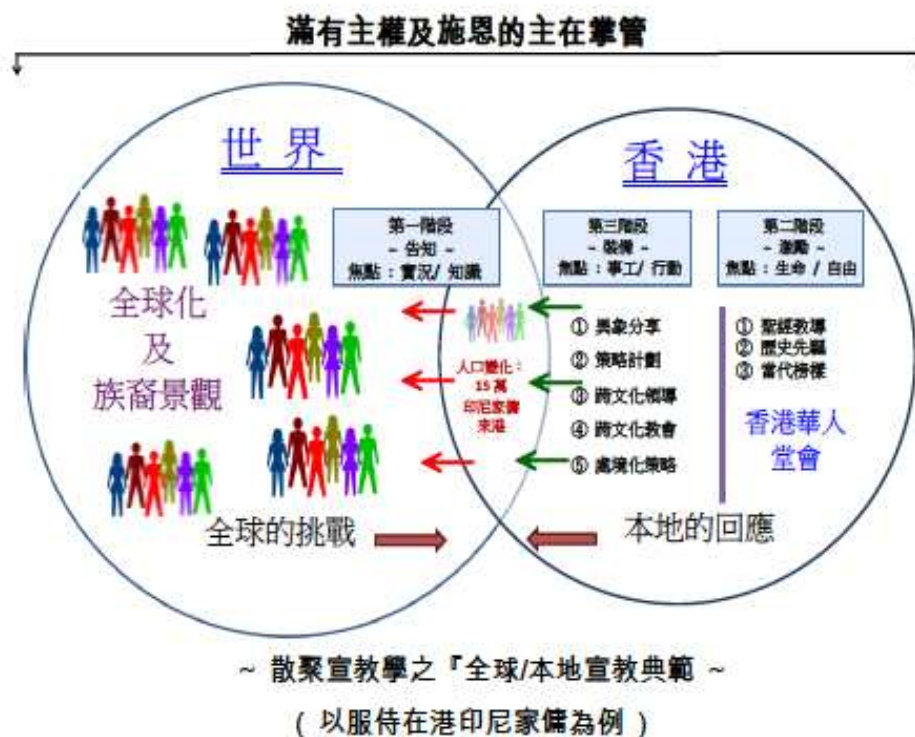 滿有主權及施恩的主在掌管
世界
香港
第一階段
~ 告知 ~
焦點：實況/ 知識
第三階段
~ 裝備 ~
焦點：事工/ 行動
第二階段
~ 激勵 ~
焦點：生命 / 自由
全球化
及
族裔景觀
人口變化：
15 萬
印尼家傭
來港
① 異象分享
② 策略計劃
③ 跨文化領導
④ 跨文化教會
⑤ 處境化策略
① 聖經教導
② 歷史先驅
③ 當代榜樣
香港華人
堂會
全球的挑戰
本地的回應
~ 散聚宣教學之『全球/本地宣教典範 ~
( 以服侍在港印尼家傭為例 )